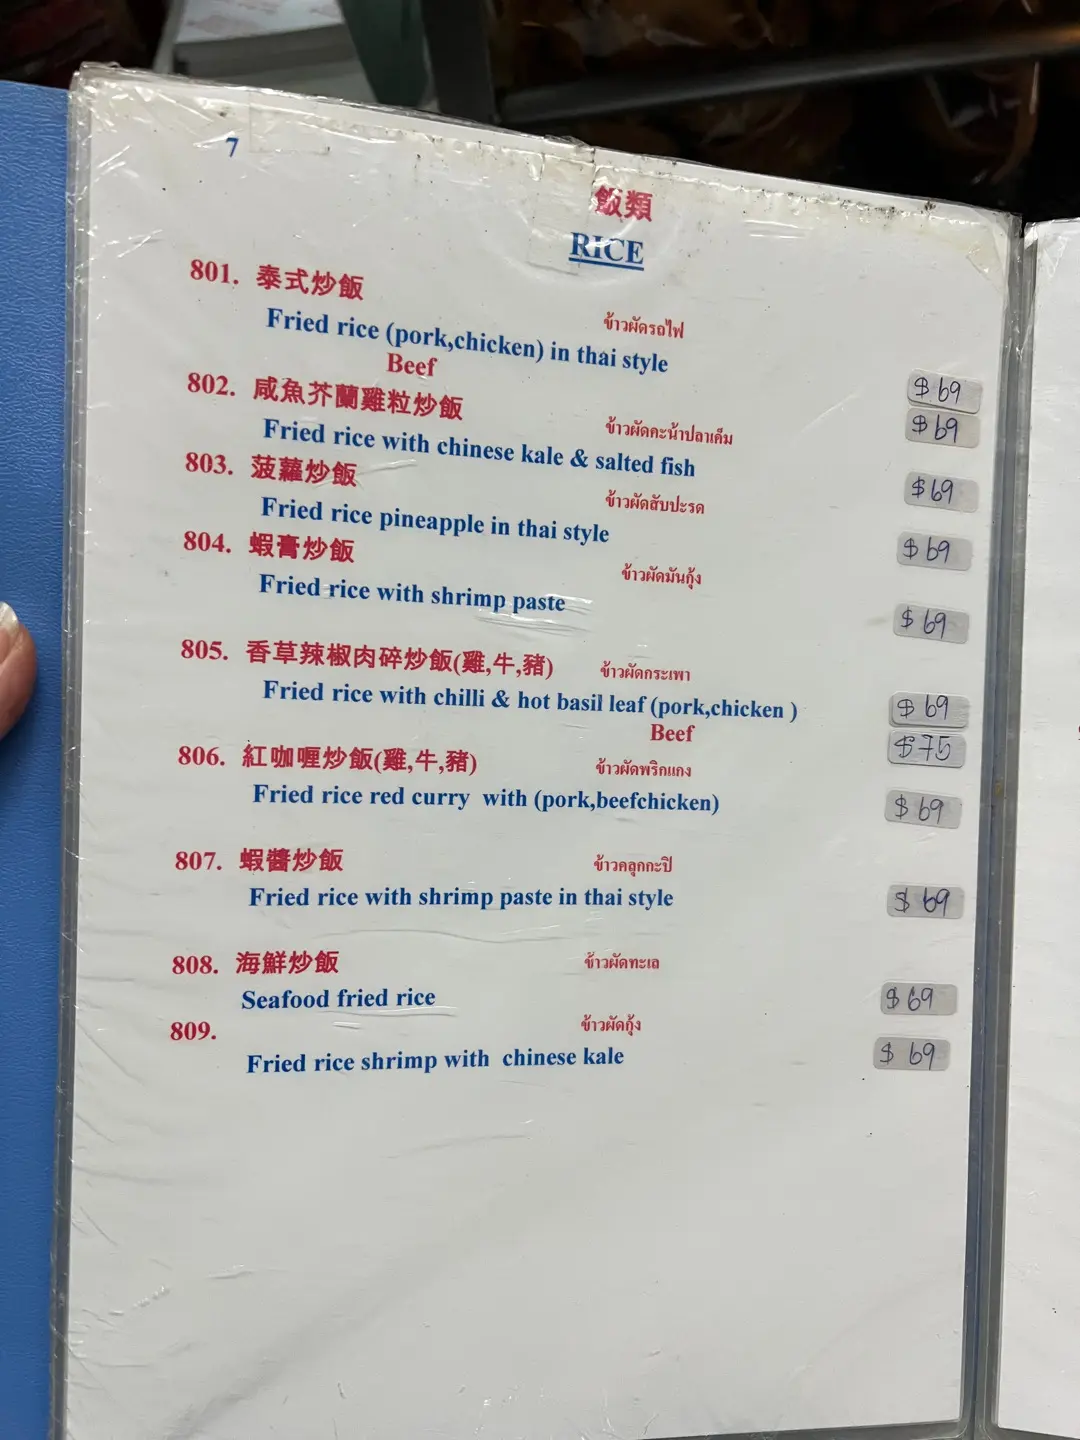 7
飯類
RICE
801. 泰式炒飯
ข้าวผัดรถไฟ
Fried rice (pork,chicken) in thai style
$69
Beef
$69
802. 咸魚芥蘭雞粒炒飯
ข้าวผัดคะน้าปลาเค็ม
Fried rice with chinese kale & salted fish
$69
803. 菠蘿炒飯
ข้าวผัดสับปะรด
Fried rice pineapple in thai style
$69
804. 蝦膏炒飯
ข้าวผัดมันกุ้ง
Fried rice with shrimp paste
$69
805. 香草辣椒肉碎炒飯(雞,牛,豬)
ข้าวผัดกระเพา
Fried rice with chilli & hot basil leaf (pork,chicken )
$69
Beef
$75
806. 紅咖喱炒飯(雞,牛,豬)
ข้าวผัดพริกแกง
Fried rice red curry with (pork,beefchicken)
$69
807. 蝦醬炒飯
ข้าวคลุกกะปิ
Fried rice with shrimp paste in thai style
$69
808. 海鮮炒飯
ข้าวผัดทะเล
Seafood fried rice
$69
809.
ข้าวผัดกุ้ง
Fried rice shrimp with chinese kale
$69